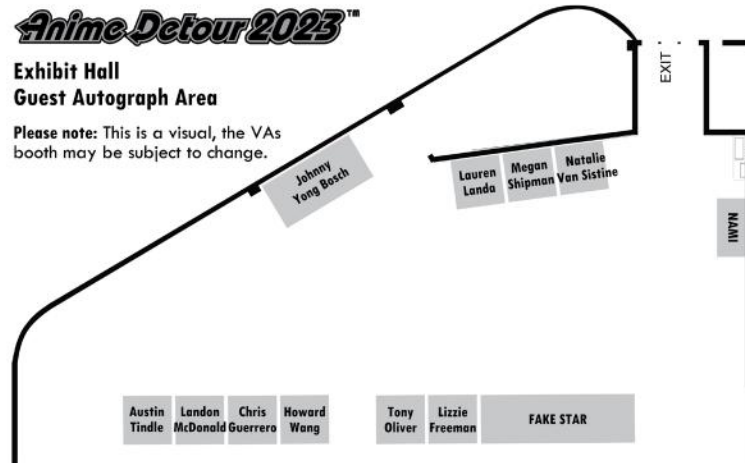 Anime Detour 2023™
Exhibit Hall
Guest Autograph Area
Please note: This is a visual, the VAs
booth may be subject to change.
EXIT
Johnny
Yong Bosch
Lauren
Landa
Megan
Shipman
Natalie
Van Sistine
NAMI
Austin
Tindle
Landon
McDonald
Chris
Guerrero
Howard
Wang
Tony
Oliver
Lizzie
Freeman
FAKE STAR